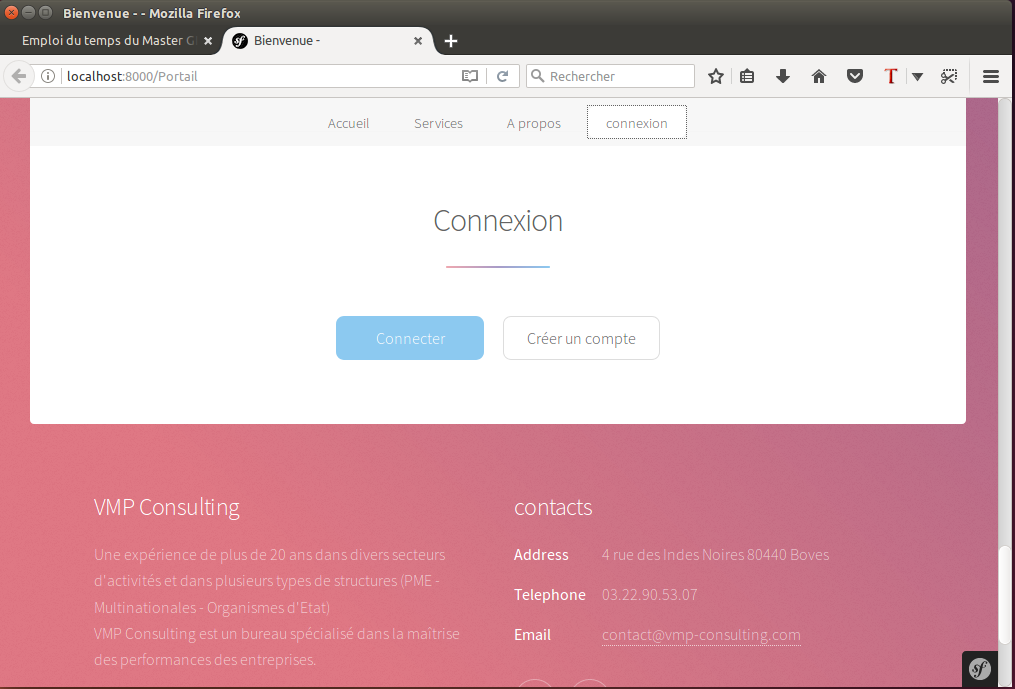 Bienvenue - - Mozilla Firefox
Emploi du temps du Master G
Bienvenue -
localhost:8000/Portail
Rechercher
T
Accueil Services A propos connexion
Connexion
Connecter Créer un compte
VMP Consulting
Une expérience de plus de 20 ans dans divers secteurs
d'activités et dans plusieurs types de structures (PME -
Multinationales - Organismes d'Etat)
VMP Consulting est un bureau spécialisé dans la maîtrise
des performances des entreprises.
contacts
Address 4 rue des Indes Noires 80440 Boves
Telephone 03.22.90.53.07
Email contact@vmp-consulting.com
sf